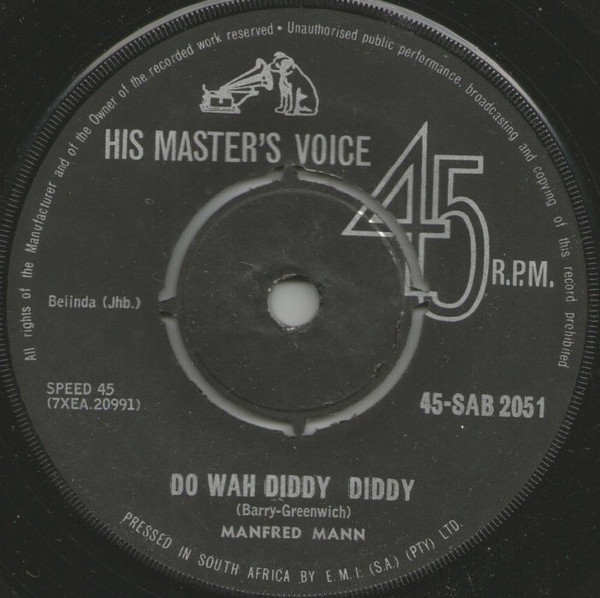 All rights of the Manufacturer and of the Owner of the recorded work reserved • Unauthorised public performance, broadcasting and copying of this record prohibited
HIS MASTER'S VOICE
45
R.P.M.
Belinda (Jhb.)
SPEED 45
(7XEA.20991)
45-SAB 2051
DO WAH DIDDY DIDDY
(Barry-Greenwich)
MANFRED MANN
PRESSED IN SOUTH AFRICA BY E.M.I. (S.A.) (PTY) LTD.